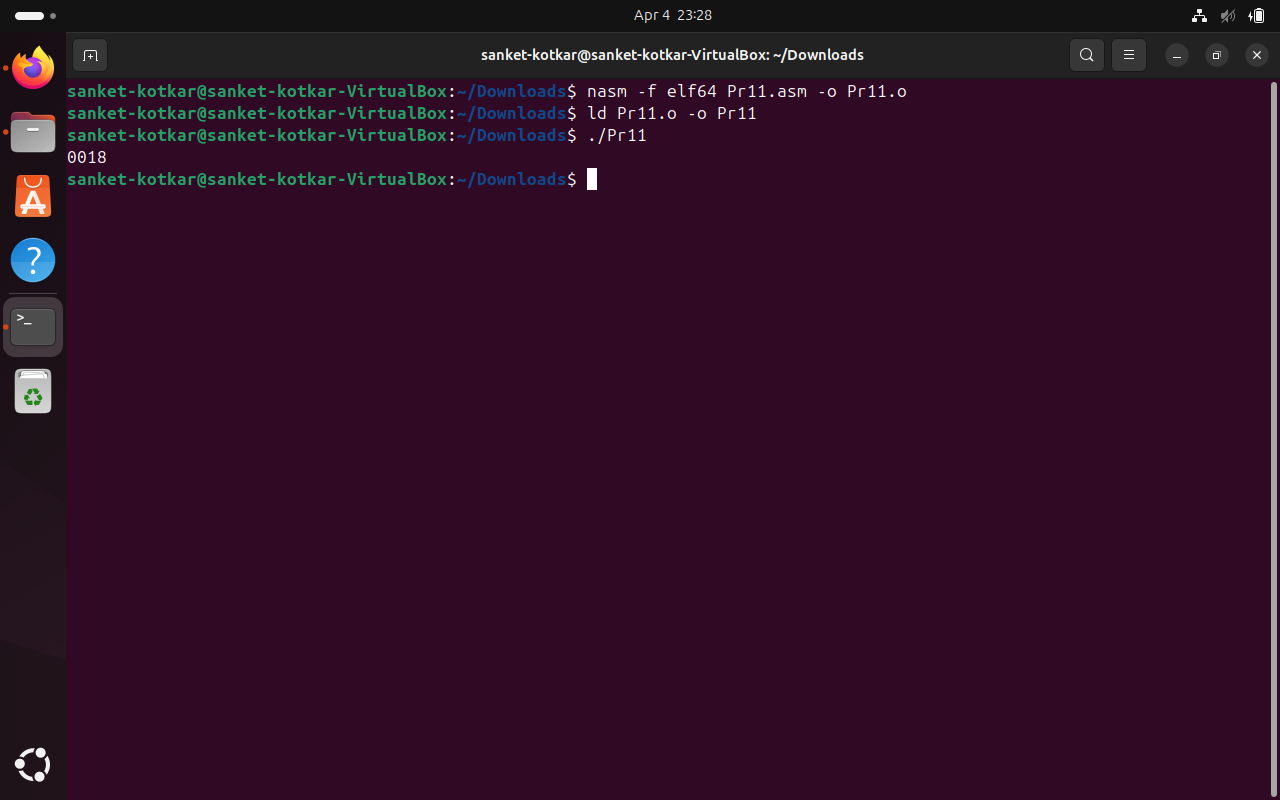 Apr 4 23:28
sanket-kotkar@sanket-kotkar-VirtualBox: ~/Downloads
sanket-kotkar@sanket-kotkar-VirtualBox:~/Downloads$ nasm -f elf64 Pr11.asm -o Pr11.o
sanket-kotkar@sanket-kotkar-VirtualBox:~/Downloads$ ld Pr11.o -o Pr11
sanket-kotkar@sanket-kotkar-VirtualBox:~/Downloads$ ./Pr11
0018
sanket-kotkar@sanket-kotkar-VirtualBox:~/Downloads$